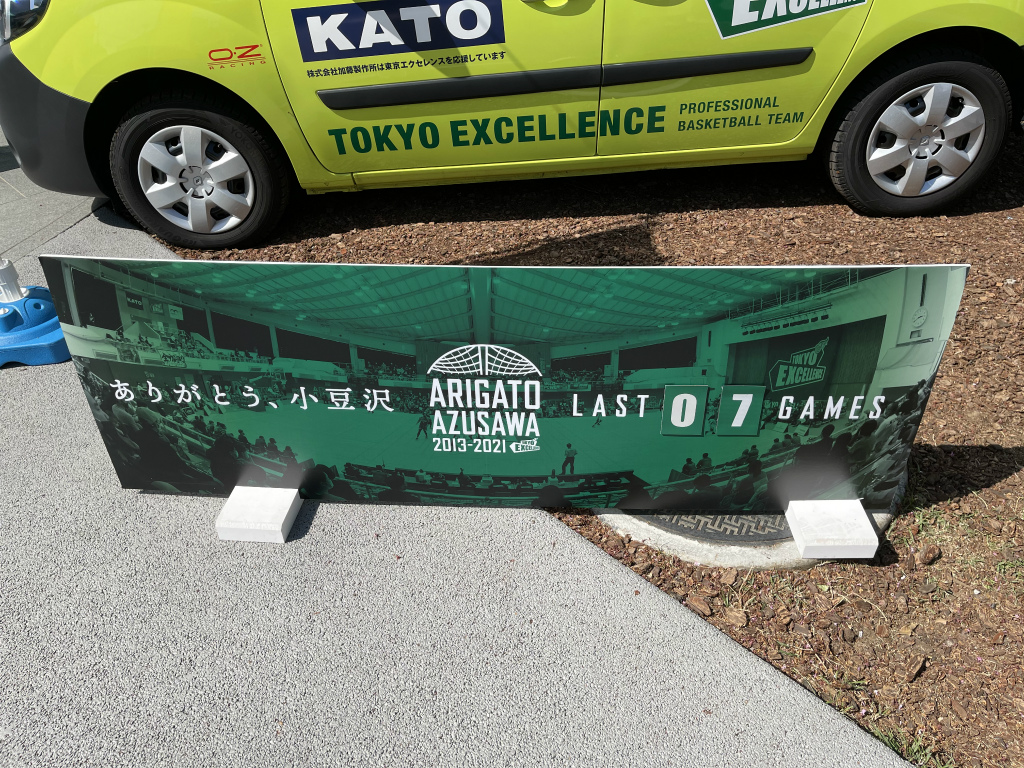 KATO
株式会社加藤製作所は東京エクセレンスを応援しています
O·Z
RACING
TOKYO EXCELLENCE
PROFESSIONAL
BASKETBALL TEAM
ありがとう、小豆沢
ARIGATO
AZUSAWA
2013-2021
EXCELLENCE
LAST 07 GAMES
TOKYO
EXCELLENCE
KATO